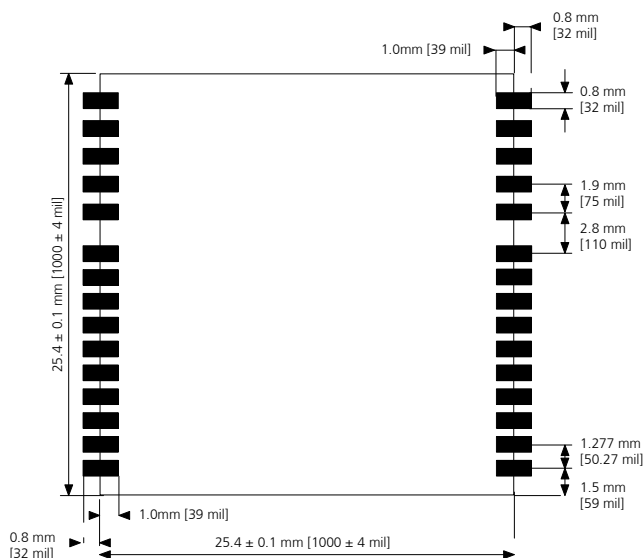 0.8 mm
[32 mil]
1.0mm [39 mil]
0.8 mm
[32 mil]
1.9 mm
[75 mil]
2.8 mm
[110 mil]
25.4 ± 0.1 mm [1000 ± 4 mil]
1.277 mm
[50.27 mil]
1.5 mm
[59 mil]
1.0mm [39 mil]
0.8 mm
[32 mil]
25.4 ± 0.1 mm [1000 ± 4 mil]